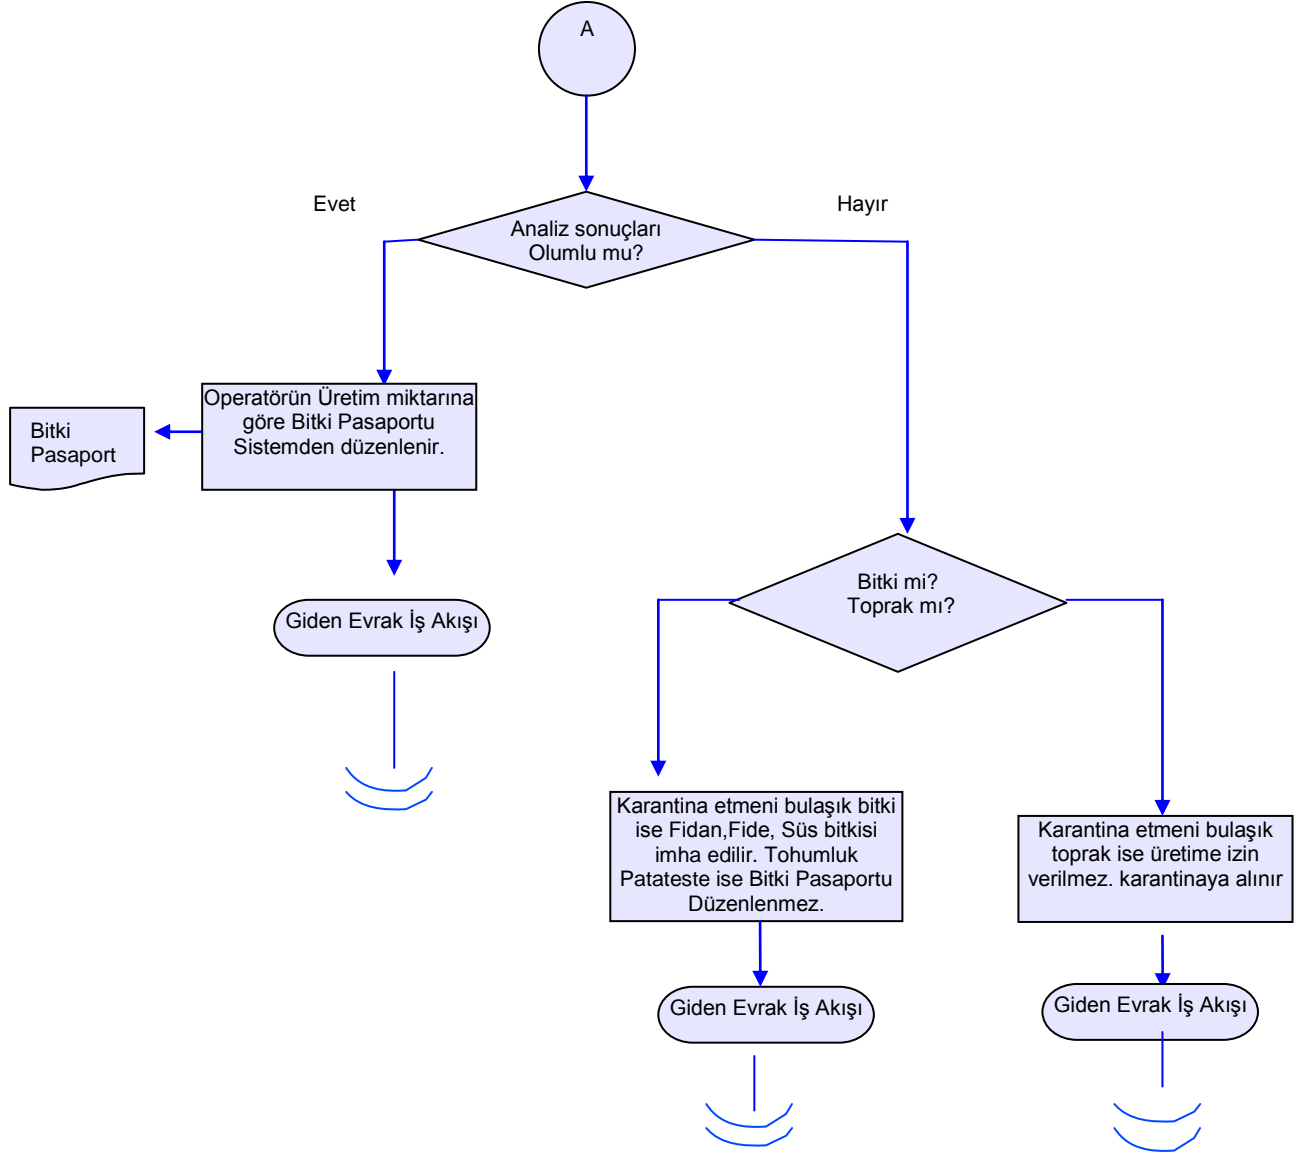 A
Evet
Hayır
Analiz sonuçları
Olumlu mu?
Operatörün Üretim miktarına
göre Bitki Pasaportu
Sistemden düzenlenir.
Bitki
Pasaport
Giden Evrak İş Akışı
Bitki mi?
Toprak mı?
Karantina etmeni bulaşık bitki
ise Fidan,Fide, Süs bitkisi
imha edilir. Tohumluk
Patateste ise Bitki Pasaportu
Düzenlenmez.
Karantina etmeni bulaşık
toprak ise üretime izin
verilmez. karantinaya alınır
Giden Evrak İş Akışı
Giden Evrak İş Akışı